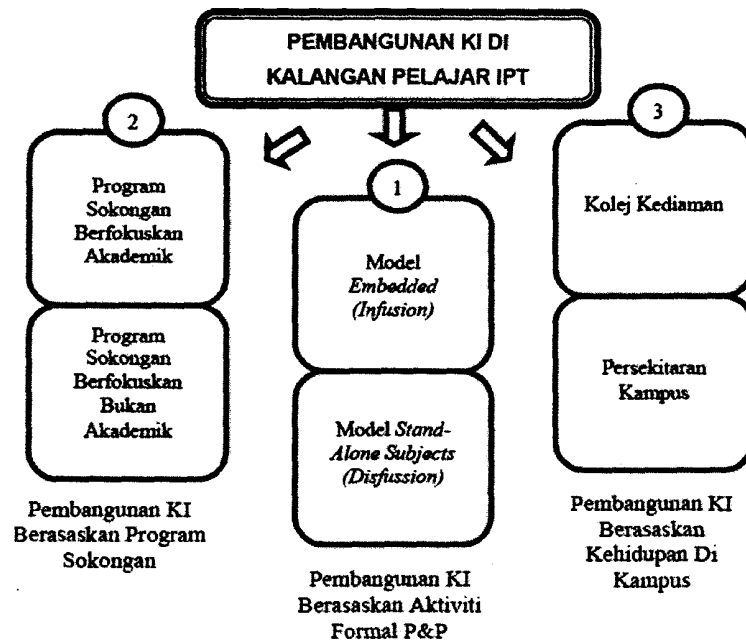 PEMBANGUNAN KI DI
KALANGAN PELAJAR IPT
2
Program
Sokongan
Berfokuskan
Akademik
Program
Sokongan
Berfokuskan
Bukan
Akademik
Pembangunan KI
Berasaskan Program
Sokongan
1
Model
Embedded
(Infusion)
Model Stand-
Alone Subjects
(Disfussion)
Pembangunan KI
Berasaskan Aktiviti
Formal P&P
3
Kolej Kediaman
Persekitaran
Kampus
Pembangunan KI
Berasaskan
Kehidupan Di
Kampus